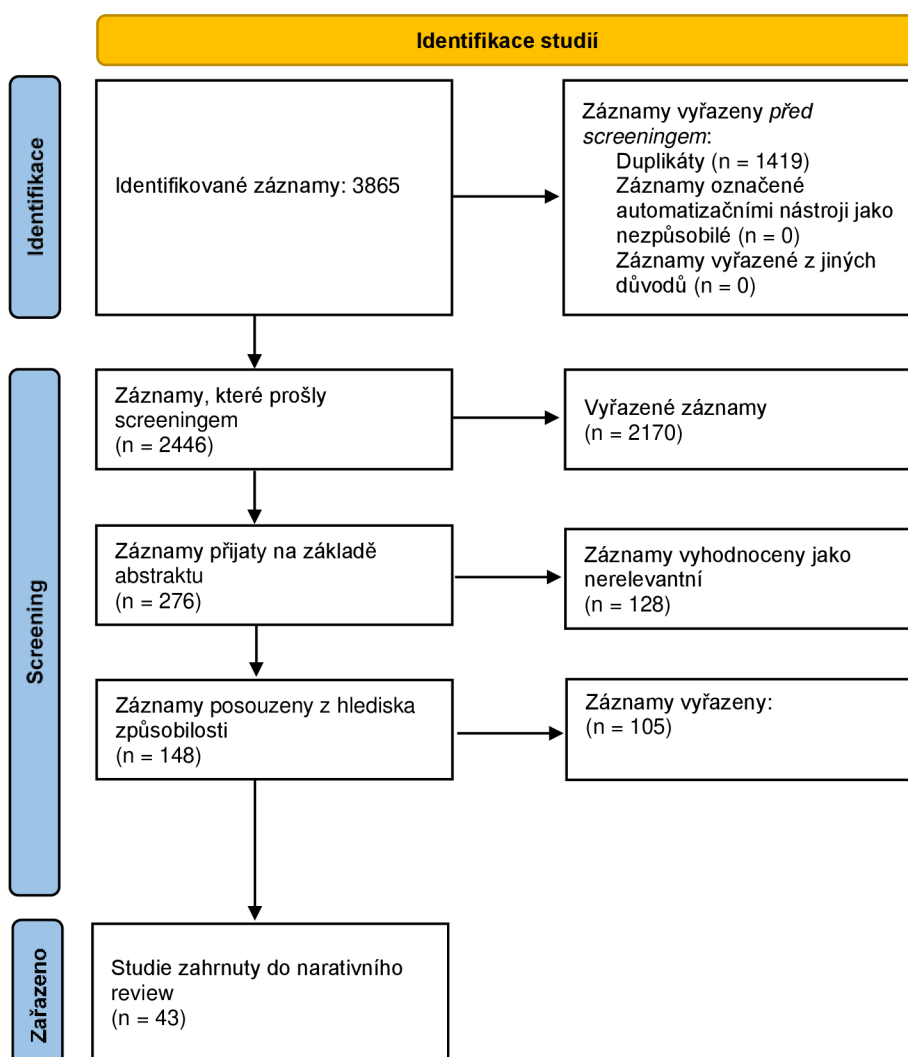 Identifikace studií
Identifikace
Identifikované záznamy: 3865
Záznamy vyřazeny před
screeningem:
Duplikáty (n = 1419)
Záznamy označené
automatizačními nástroji jako
nezpůsobilé (n = 0)
Záznamy vyřazené z jiných
důvodů (n = 0)
Screening
Záznamy, které prošly
screeningem
(n = 2446)
Vyřazené záznamy
(n = 2170)
Záznamy přijaty na základě
abstraktu
(n = 276)
Záznamy vyhodnoceny jako
nerelevantní
(n = 128)
Záznamy posouzeny z hlediska
způsobilosti
(n = 148)
Záznamy vyřazeny:
(n = 105)
Zařazeno
Studie zahrnuty do narativního
review
(n = 43)